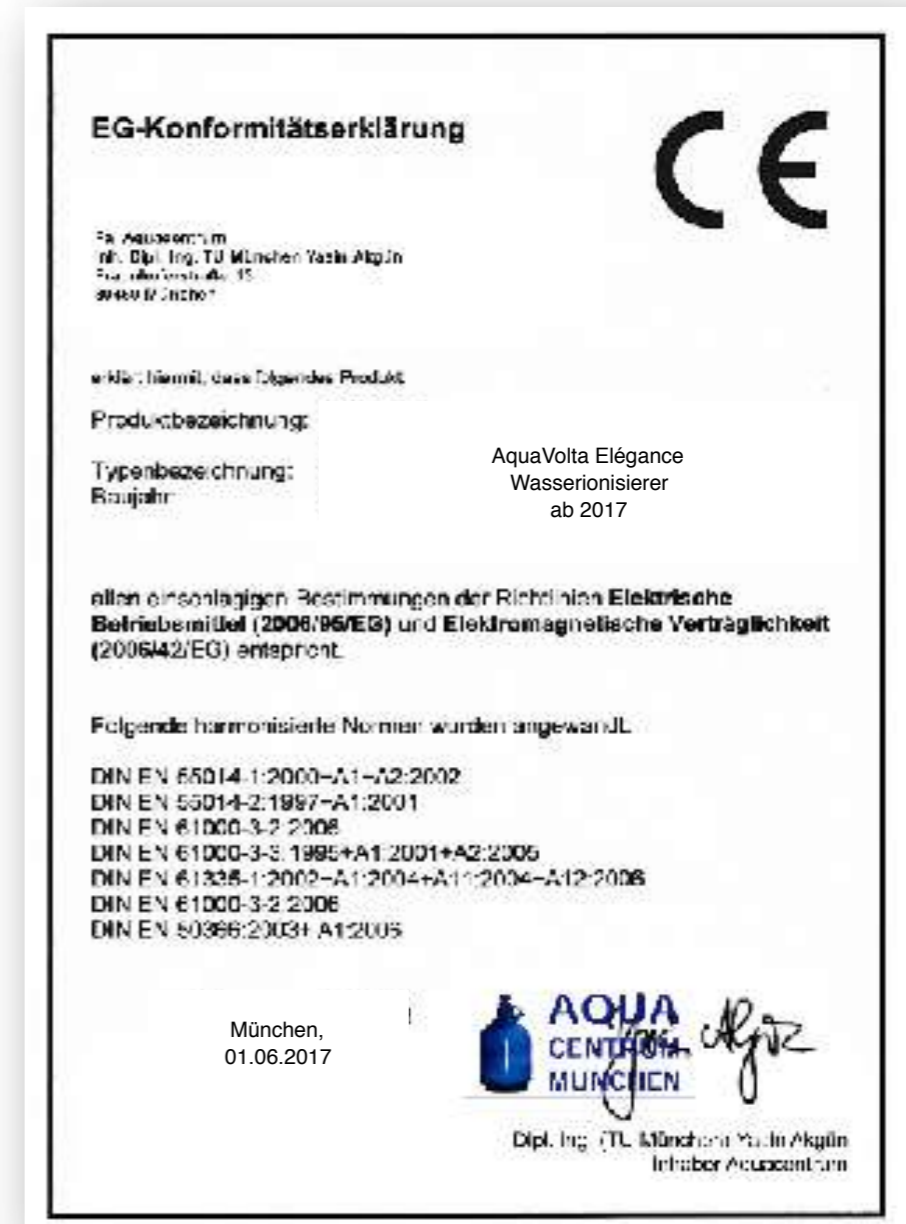 EG-Konformitätserklärung
CE
Fa. Aquacentrum
Inh. Dipl. Ing. TU München Yasin Akgün
München
erklärt hiermit, dass folgendes Produkt
Produktbezeichnung:
AquaVolta Elégance
Typenbezeichnung:
Wasserionisierer
Baujahr:
ab 2017
allen einschlägigen Bestimmungen der Richtlinien Elektrische
Betriebsmittel (2006/95/EG) und Elektromagnetische Verträglichkeit
(2006/42/EG) entspricht.
Folgende harmonisierte Normen wurden angewandt.
DIN EN 55014-1:2000+A1+A2:2002
DIN EN 55014-2:1997+A1:2001
DIN EN 61000-3-2:2006
DIN EN 61000-3-3:1995+A1:2001+A2:2005
DIN EN 61335-1:2002+A1:2004+A11:2004+A12:2006
DIN EN 61000-3-2:2006
DIN EN 50366:2003+A1:2006
München,
01.06.2017
AQUA
CENTRUM
MÜNCHEN
Dipl. Ing. (TU München) Yasin Akgün
Inhaber Aquacentrum